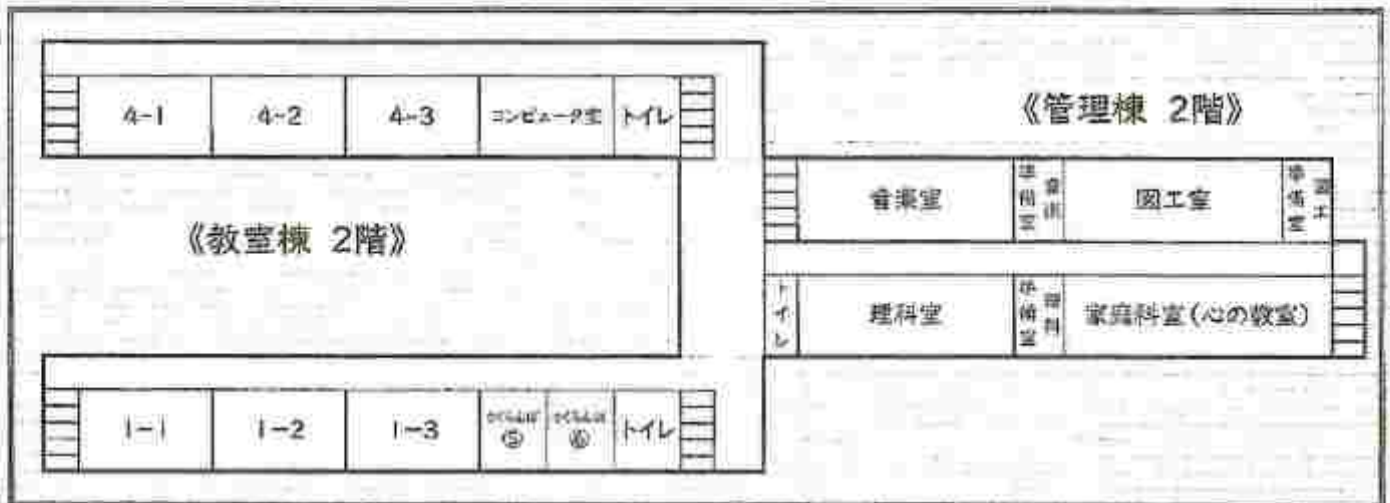 4-1
4-2
4-3
コンピュータ室
トイレ
《管理棟 2階》
音楽室
準備室
音楽
図工室
準備室
図工
《教室棟 2階》
トイレ
理科室
準備室
理科
家庭科室(心の教室)
1-1
1-2
1-3
さくらんぼ
⑤
さくらんぼ
⑥
トイレ